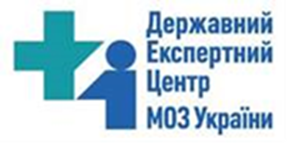 Державний
Експертний
Центр
МОЗ України